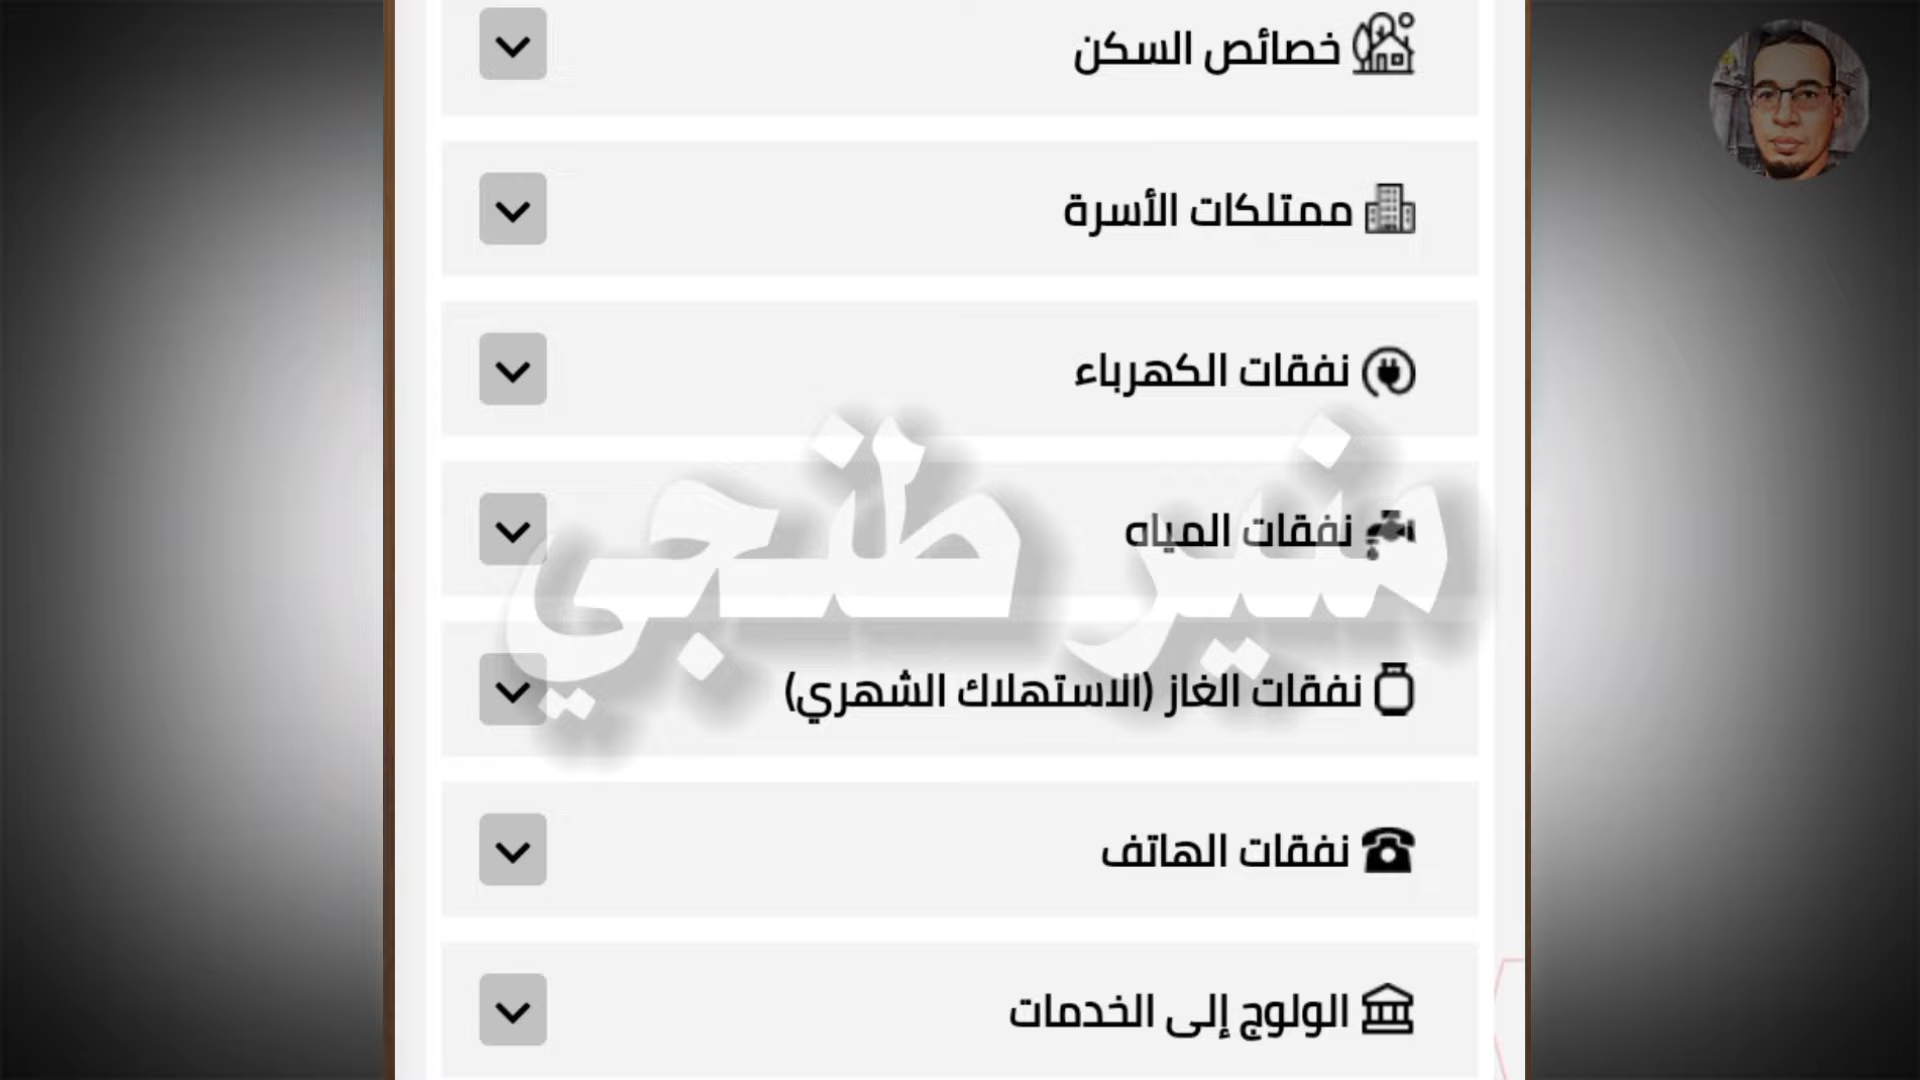 خصائص السكن
ممتلكات الأسرة
نفقات الكهرباء
نفقات المياه
منير طنجي
نفقات الغاز (الاستهلاك الشهري)
نفقات الهاتف
الولوج إلى الخدمات